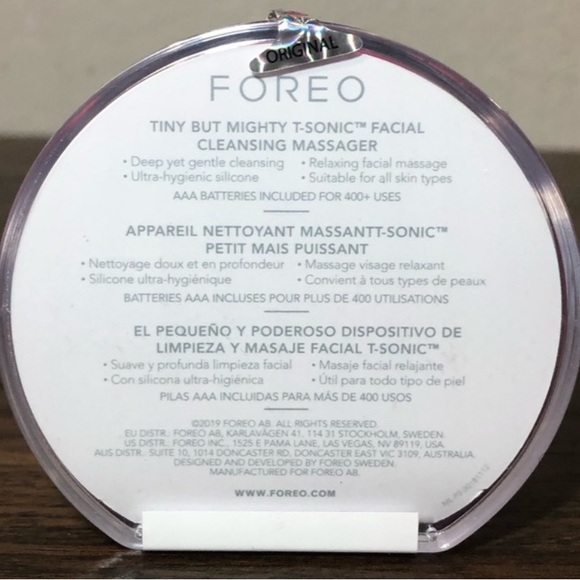 ORIGINAL
FOREO
TINY BUT MIGHTY T-SONIC™ FACIAL
CLEANSING MASSAGER
• Deep yet gentle cleansing • Relaxing facial massage
• Ultra-hygienic silicone • Suitable for all skin types
AAA BATTERIES INCLUDED FOR 400+ USES
APPAREIL NETTOYANT MASSANTT-SONIC™
PETIT MAIS PUISSANT
• Nettoyage doux et en profondeur • Massage visage relaxant
• Silicone ultra-hygiénique • Convient à tous types de peaux
BATTERIES AAA INCLUSES POUR PLUS DE 400 UTILISATIONS
EL PEQUEÑO Y PODEROSO DISPOSITIVO DE
LIMPIEZA Y MASAJE FACIAL T-SONIC™
• Suave y profunda limpieza facial • Masaje facial relajante
• Con silicona ultra-higiénica • Útil para todo tipo de piel
PILAS AAA INCLUIDAS PARA MÁS DE 400 USOS
©2019 FOREO AB. ALL RIGHTS RESERVED.
EU DISTR.: FOREO AB, KARLAVÄGEN 41, 114 31 STOCKHOLM, SWEDEN.
US DISTR.: FOREO INC., 1525 E PAMA LANE, LAS VEGAS, NV 89119, USA.
AUS DISTR.: SUITE 10, 1014 DONCASTER RD, DONCASTER EAST VIC 3109, AUSTRALIA.
DESIGNED AND DEVELOPED BY FOREO SWEDEN.
MANUFACTURED FOR FOREO AB.
WWW.FOREO.COM